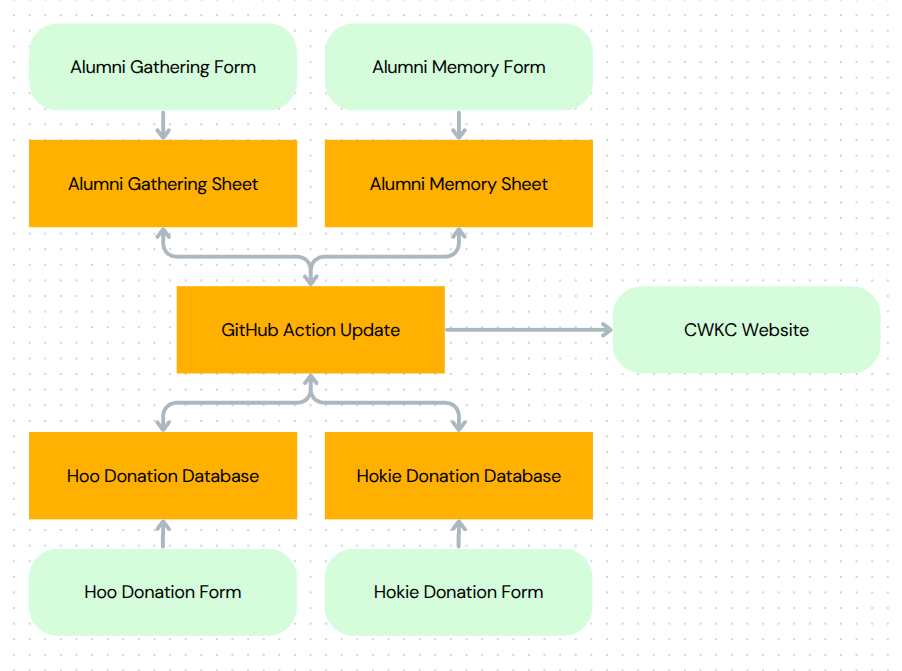 Alumni Gathering Form
Alumni Memory Form
Alumni Gathering Sheet
Alumni Memory Sheet
GitHub Action Update
CWKC Website
Hoo Donation Database
Hokie Donation Database
Hoo Donation Form
Hokie Donation Form